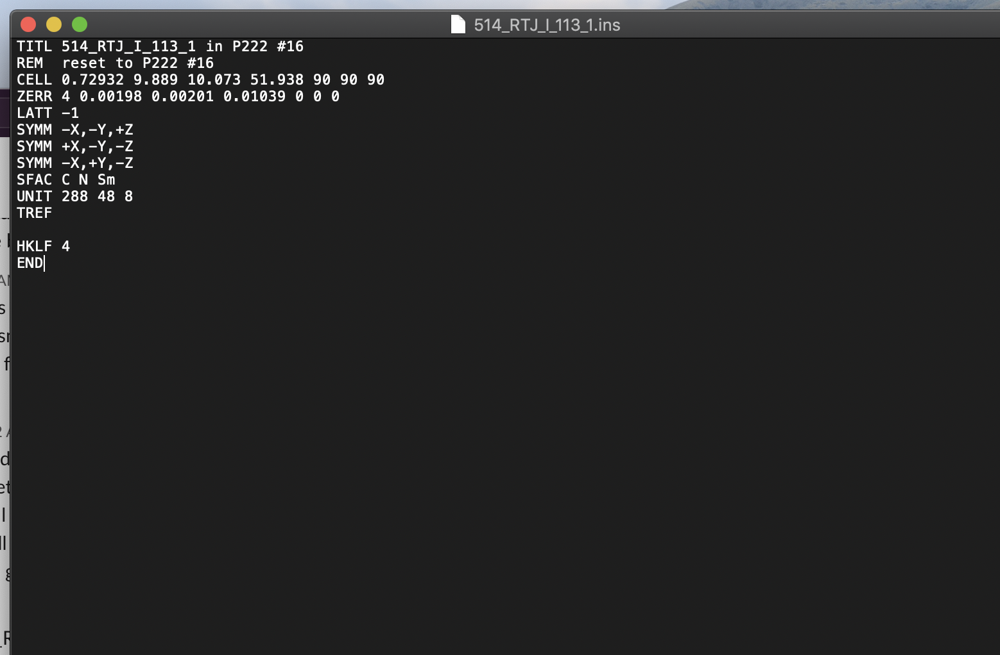 514_RTJ_I_113_1.ins
TITL 514_RTJ_I_113_1 in P222 #16
REM  reset to P222 #16
CELL 0.72932 9.889 10.073 51.938 90 90 90
ZERR 4 0.00198 0.00201 0.01039 0 0 0
LATT -1
SYMM -X,-Y,+Z
SYMM +X,-Y,-Z
SYMM -X,+Y,-Z
SFAC C N Sm
UNIT 288 48 8
TREF
HKLF 4
END